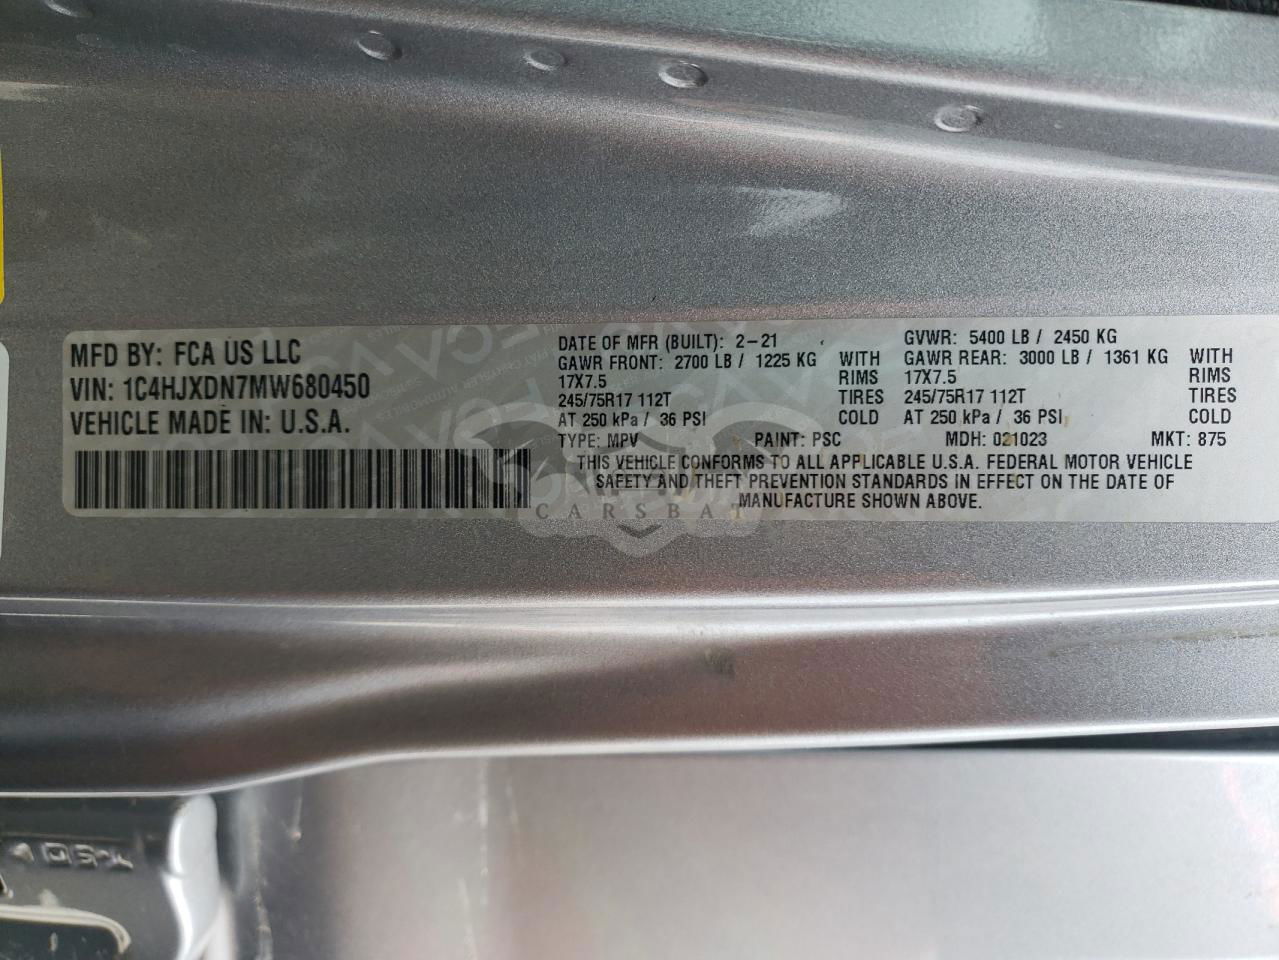 MFD BY: FCA US LLC
VIN: 1C4HJXDN7MW680450
VEHICLE MADE IN: U.S.A.
DATE OF MFR (BUILT): 2-21
GAWR FRONT: 2700 LB / 1225 KG WITH
17X7.5 RIMS
245/75R17 112T TIRES
AT 250 kPa / 36 PSI COLD
GVWR: 5400 LB / 2450 KG
GAWR REAR: 3000 LB / 1361 KG WITH
17X7.5 RIMS
245/75R17 112T TIRES
AT 250 kPa / 36 PSI COLD
TYPE: MPV PAINT: PSC MDH: 021023 MKT: 875
THIS VEHICLE CONFORMS TO ALL APPLICABLE U.S.A. FEDERAL MOTOR VEHICLE
SAFETY AND THEFT PREVENTION STANDARDS IN EFFECT ON THE DATE OF
MANUFACTURE SHOWN ABOVE.
CARSBAT